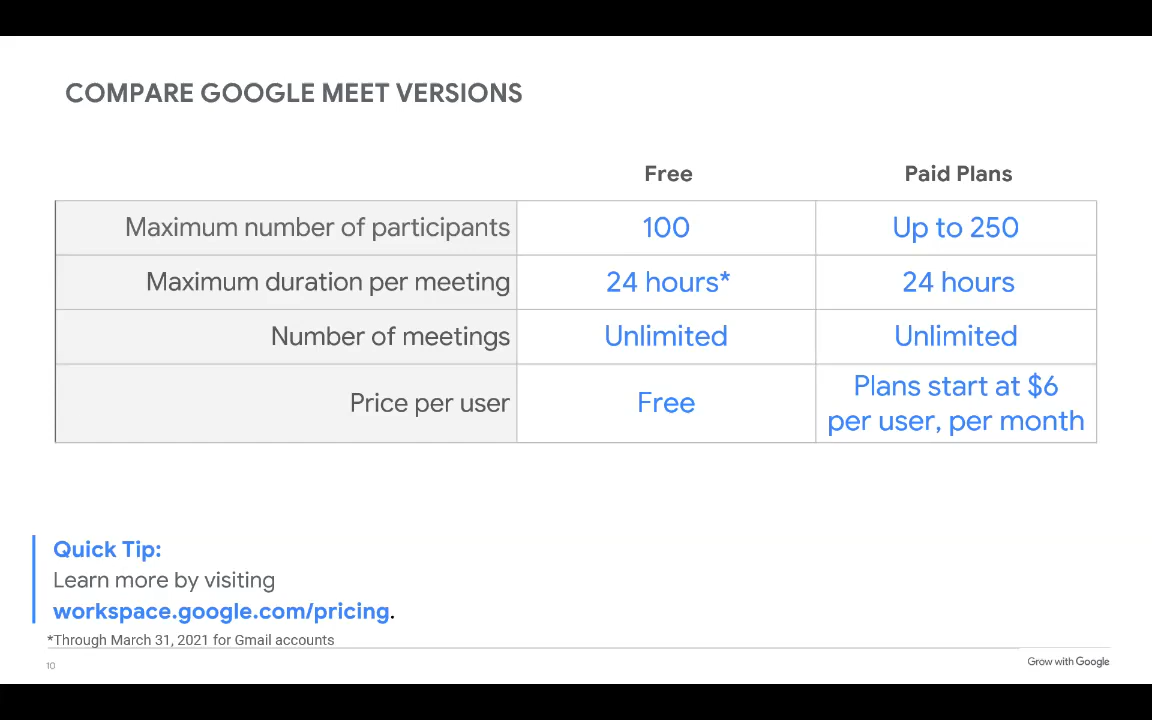 COMPARE GOOGLE MEET VERSIONS
Free Paid Plans
Maximum number of participants 100 Up to 250
Maximum duration per meeting 24 hours* 24 hours
Number of meetings Unlimited Unlimited
Price per user Free Plans start at $6
per user, per month
Quick Tip:
Learn more by visiting
workspace.google.com/pricing.
*Through March 31, 2021 for Gmail accounts
10 Grow with Google